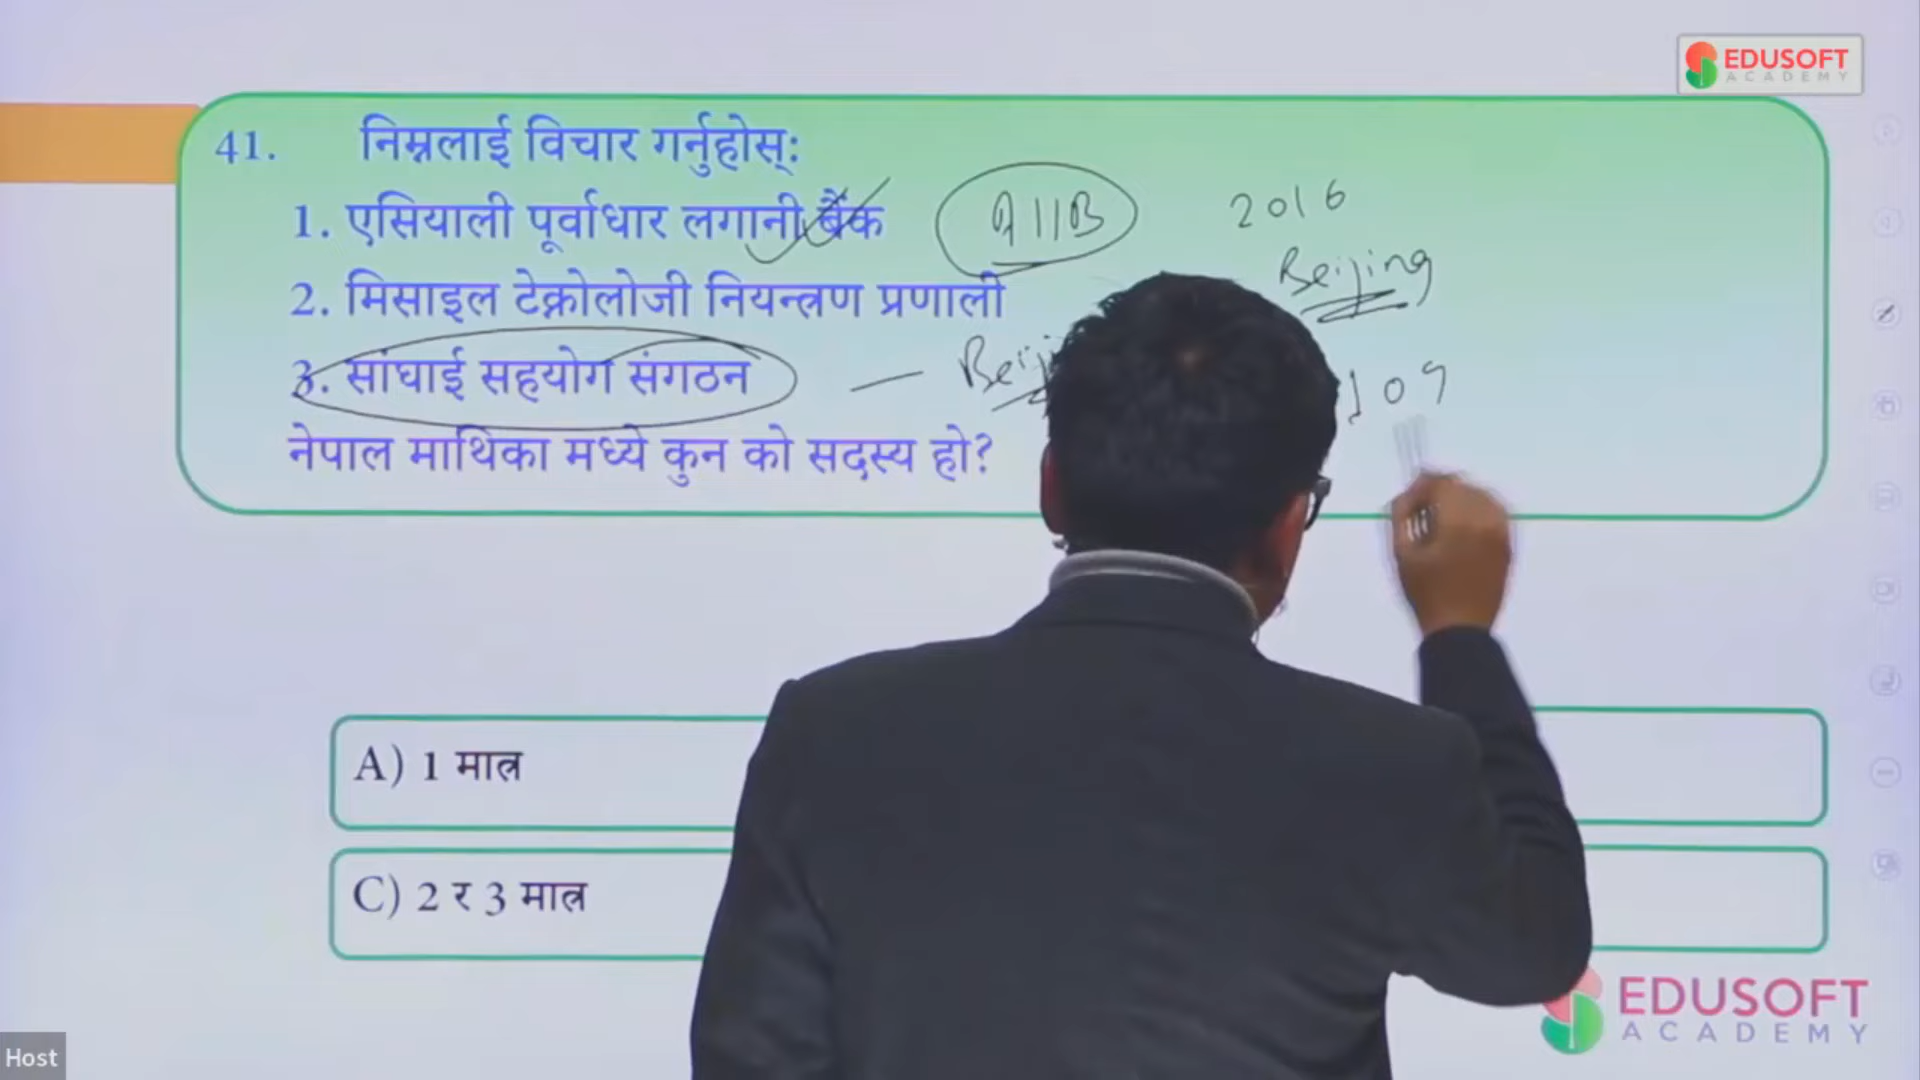 EDUSOFT
ACADEMY
41. निम्नलाई विचार गर्नुहोस्:
1. एसियाली पूर्वाधार लगानी बैंक AIIB 2016
Beijing
2. मिसाइल टेक्नोलोजी नियन्त्रण प्रणाली
3. सांघाई सहयोग संगठन —
नेपाल माथिका मध्ये कुन को सदस्य हो?
A) 1 मात्र
C) 2 र 3 मात्र
EDUSOFT
ACADEMY
Host